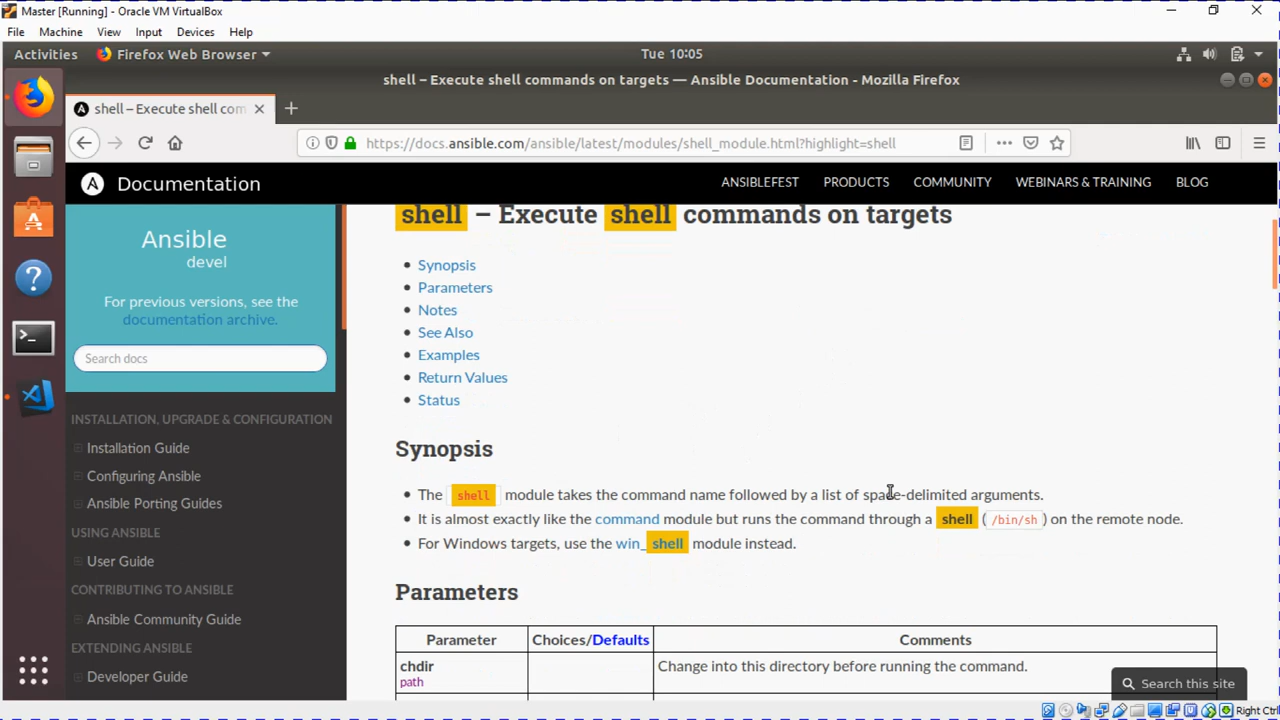 Master [Running] - Oracle VM VirtualBox
File Machine View Input Devices Help
Activities Firefox Web Browser Tue 10:05
shell – Execute shell commands on targets — Ansible Documentation - Mozilla Firefox
shell – Execute shell com
https://docs.ansible.com/ansible/latest/modules/shell_module.html?highlight=shell
A Documentation ANSIBLEFEST PRODUCTS COMMUNITY WEBINARS & TRAINING BLOG
Ansible
devel
For previous versions, see the
documentation archive.
Search docs
INSTALLATION, UPGRADE & CONFIGURATION
Installation Guide
Configuring Ansible
Ansible Porting Guides
USING ANSIBLE
User Guide
CONTRIBUTING TO ANSIBLE
Ansible Community Guide
EXTENDING ANSIBLE
Developer Guide
shell – Execute shell commands on targets
• Synopsis
• Parameters
• Notes
• See Also
• Examples
• Return Values
• Status
Synopsis
• The shell module takes the command name followed by a list of space-delimited arguments.
• It is almost exactly like the command module but runs the command through a shell (/bin/sh) on the remote node.
• For Windows targets, use the win_shell module instead.
Parameters
Parameter Choices/Defaults Comments
chdir Change into this directory before running the command.
path
Search this site
Right Ctrl